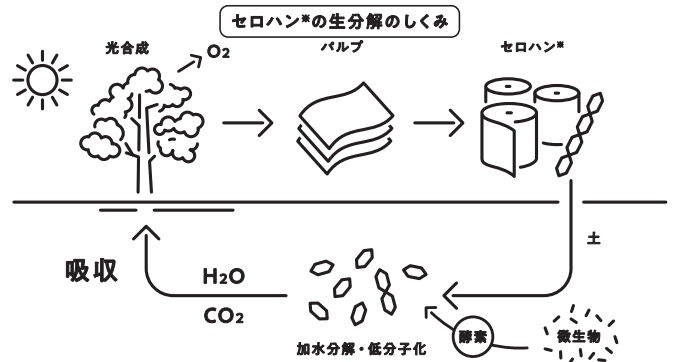 セロハン※の生分解のしくみ
光合成
O2
パルプ
セロハン※
土
吸収
H2O
CO2
加水分解・低分子化
酵素
微生物